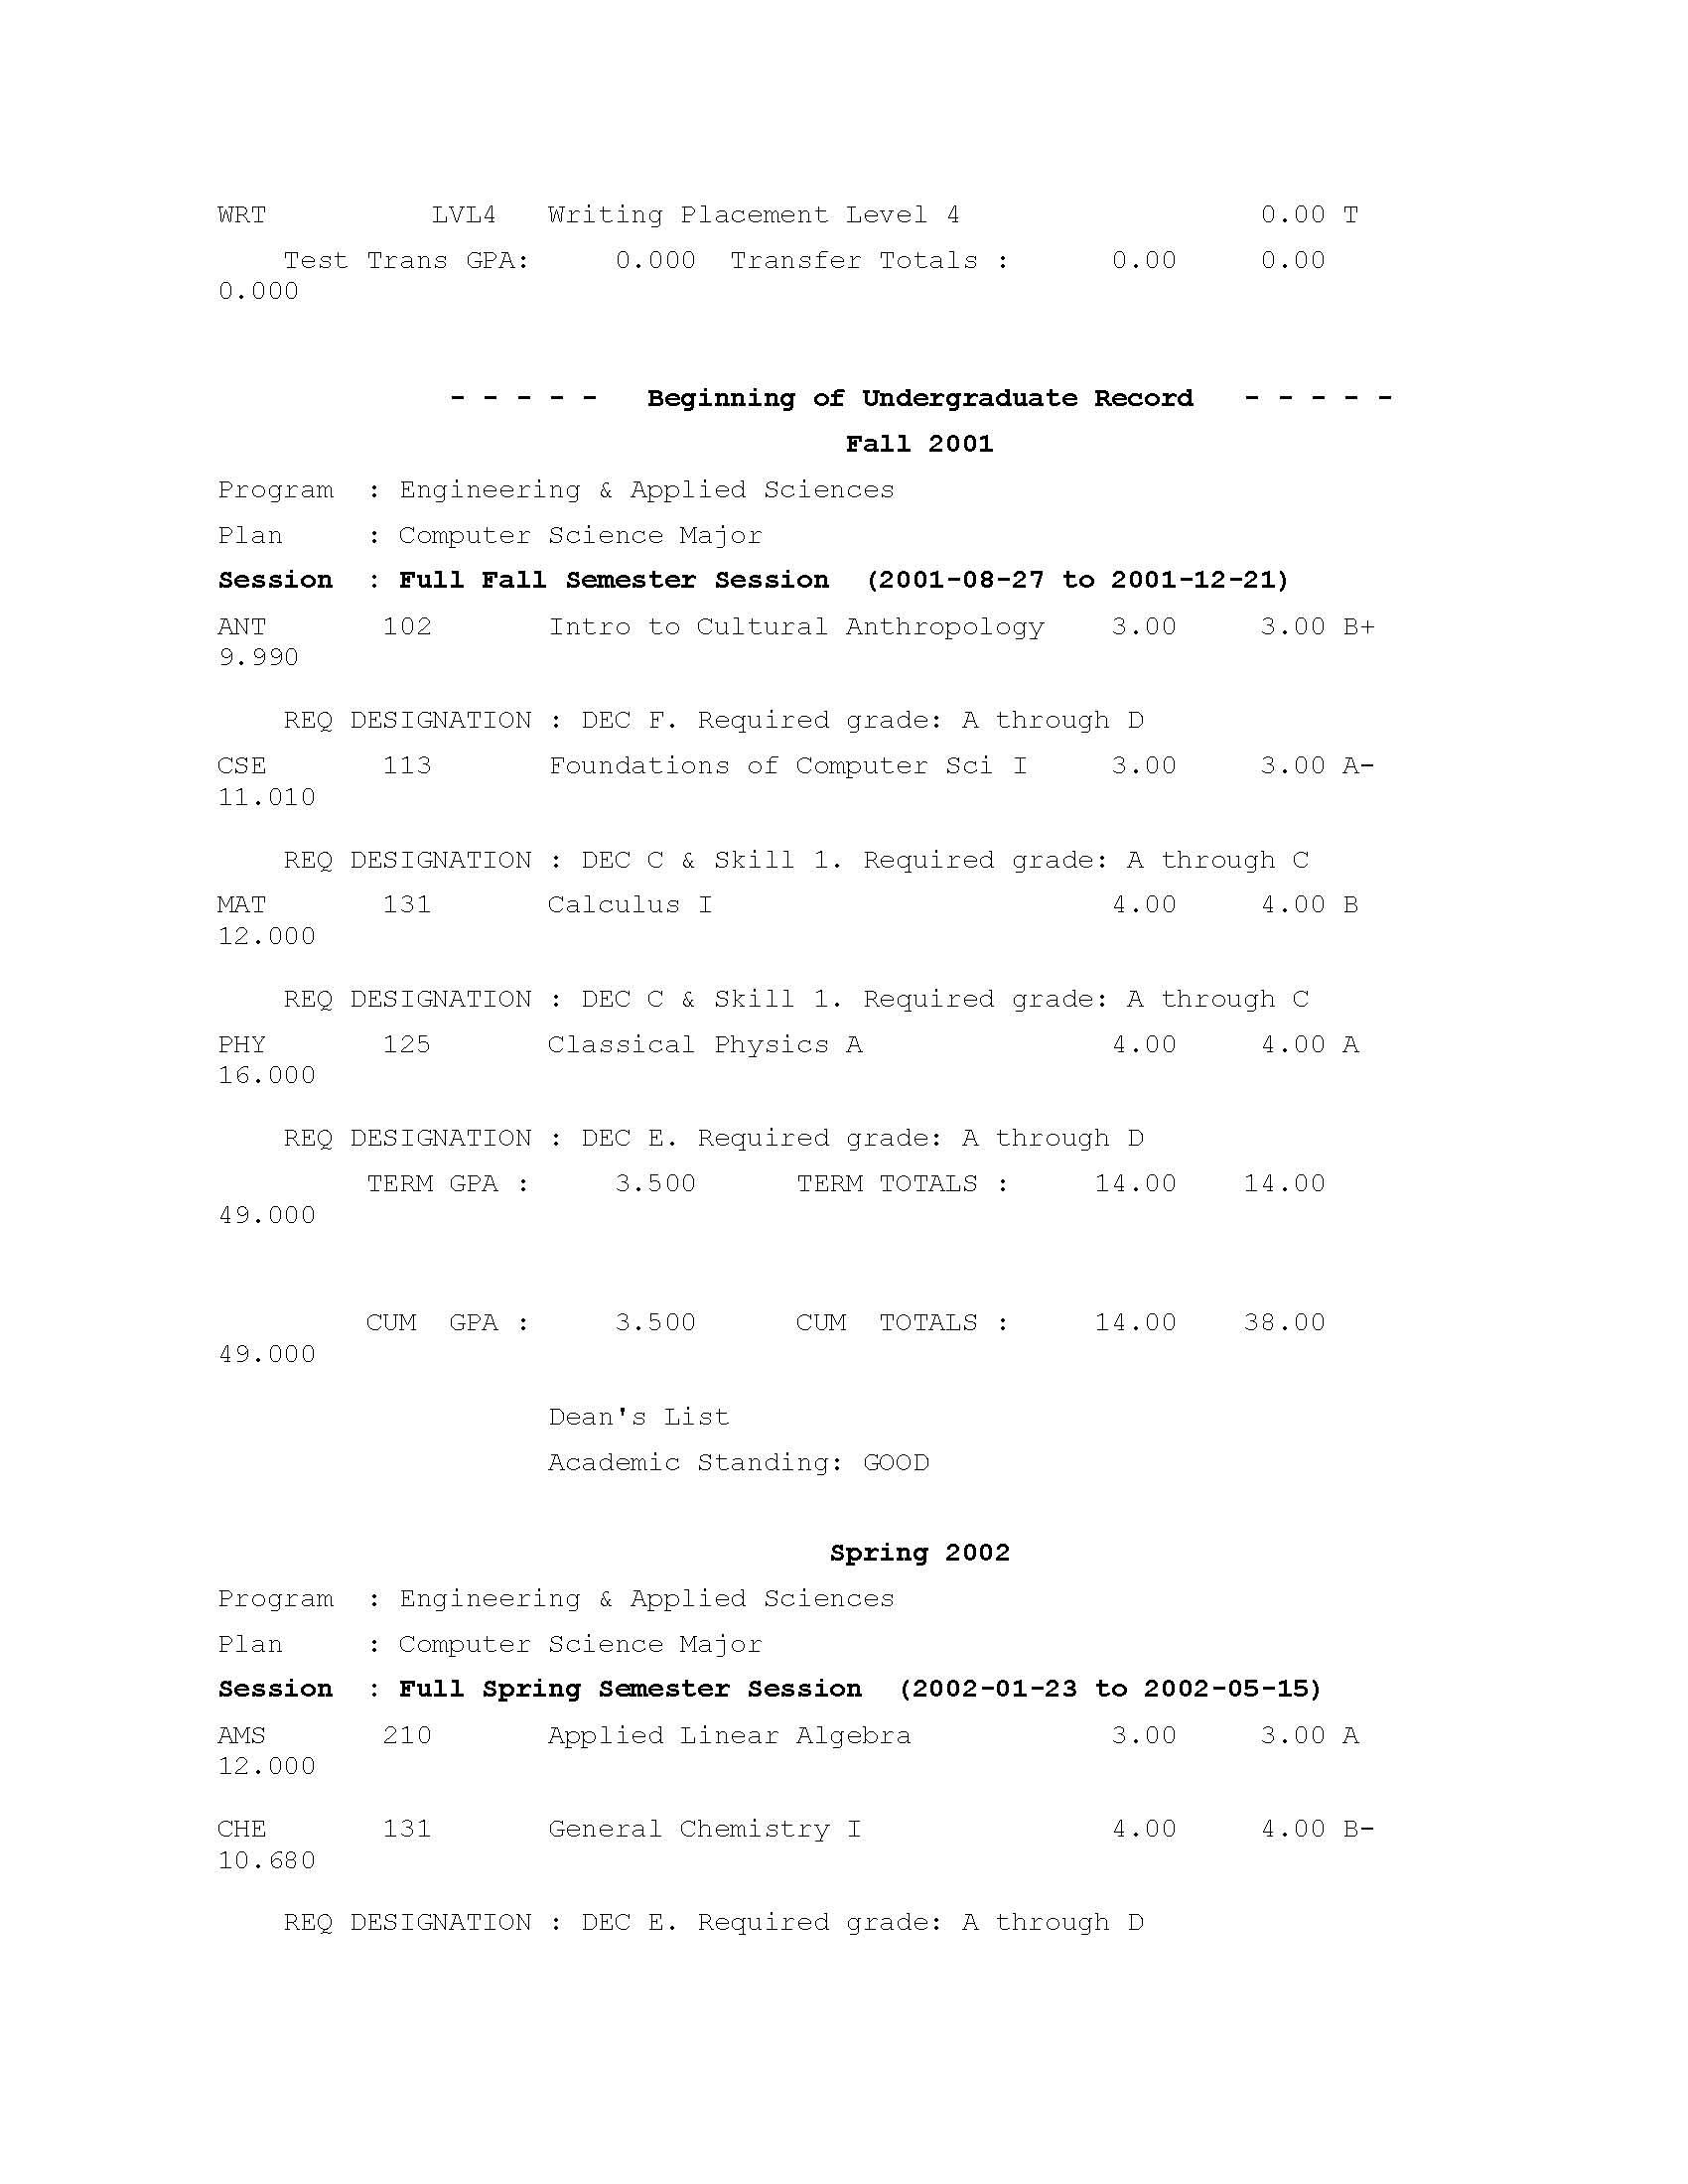 WRT LVL4 Writing Placement Level 4 0.00 T
Test Trans GPA: 0.000 Transfer Totals : 0.00 0.00
0.000
- - - - - Beginning of Undergraduate Record - - - - -
Fall 2001
Program : Engineering & Applied Sciences
Plan : Computer Science Major
Session : Full Fall Semester Session (2001-08-27 to 2001-12-21)
ANT 102 Intro to Cultural Anthropology 3.00 3.00 B+
9.990
REQ DESIGNATION : DEC F. Required grade: A through D
CSE 113 Foundations of Computer Sci I 3.00 3.00 A-
11.010
REQ DESIGNATION : DEC C & Skill 1. Required grade: A through C
MAT 131 Calculus I 4.00 4.00 B
12.000
REQ DESIGNATION : DEC C & Skill 1. Required grade: A through C
PHY 125 Classical Physics A 4.00 4.00 A
16.000
REQ DESIGNATION : DEC E. Required grade: A through D
TERM GPA : 3.500 TERM TOTALS : 14.00 14.00
49.000
CUM GPA : 3.500 CUM TOTALS : 14.00 38.00
49.000
Dean's List
Academic Standing: GOOD
Spring 2002
Program : Engineering & Applied Sciences
Plan : Computer Science Major
Session : Full Spring Semester Session (2002-01-23 to 2002-05-15)
AMS 210 Applied Linear Algebra 3.00 3.00 A
12.000
CHE 131 General Chemistry I 4.00 4.00 B-
10.680
REQ DESIGNATION : DEC E. Required grade: A through D